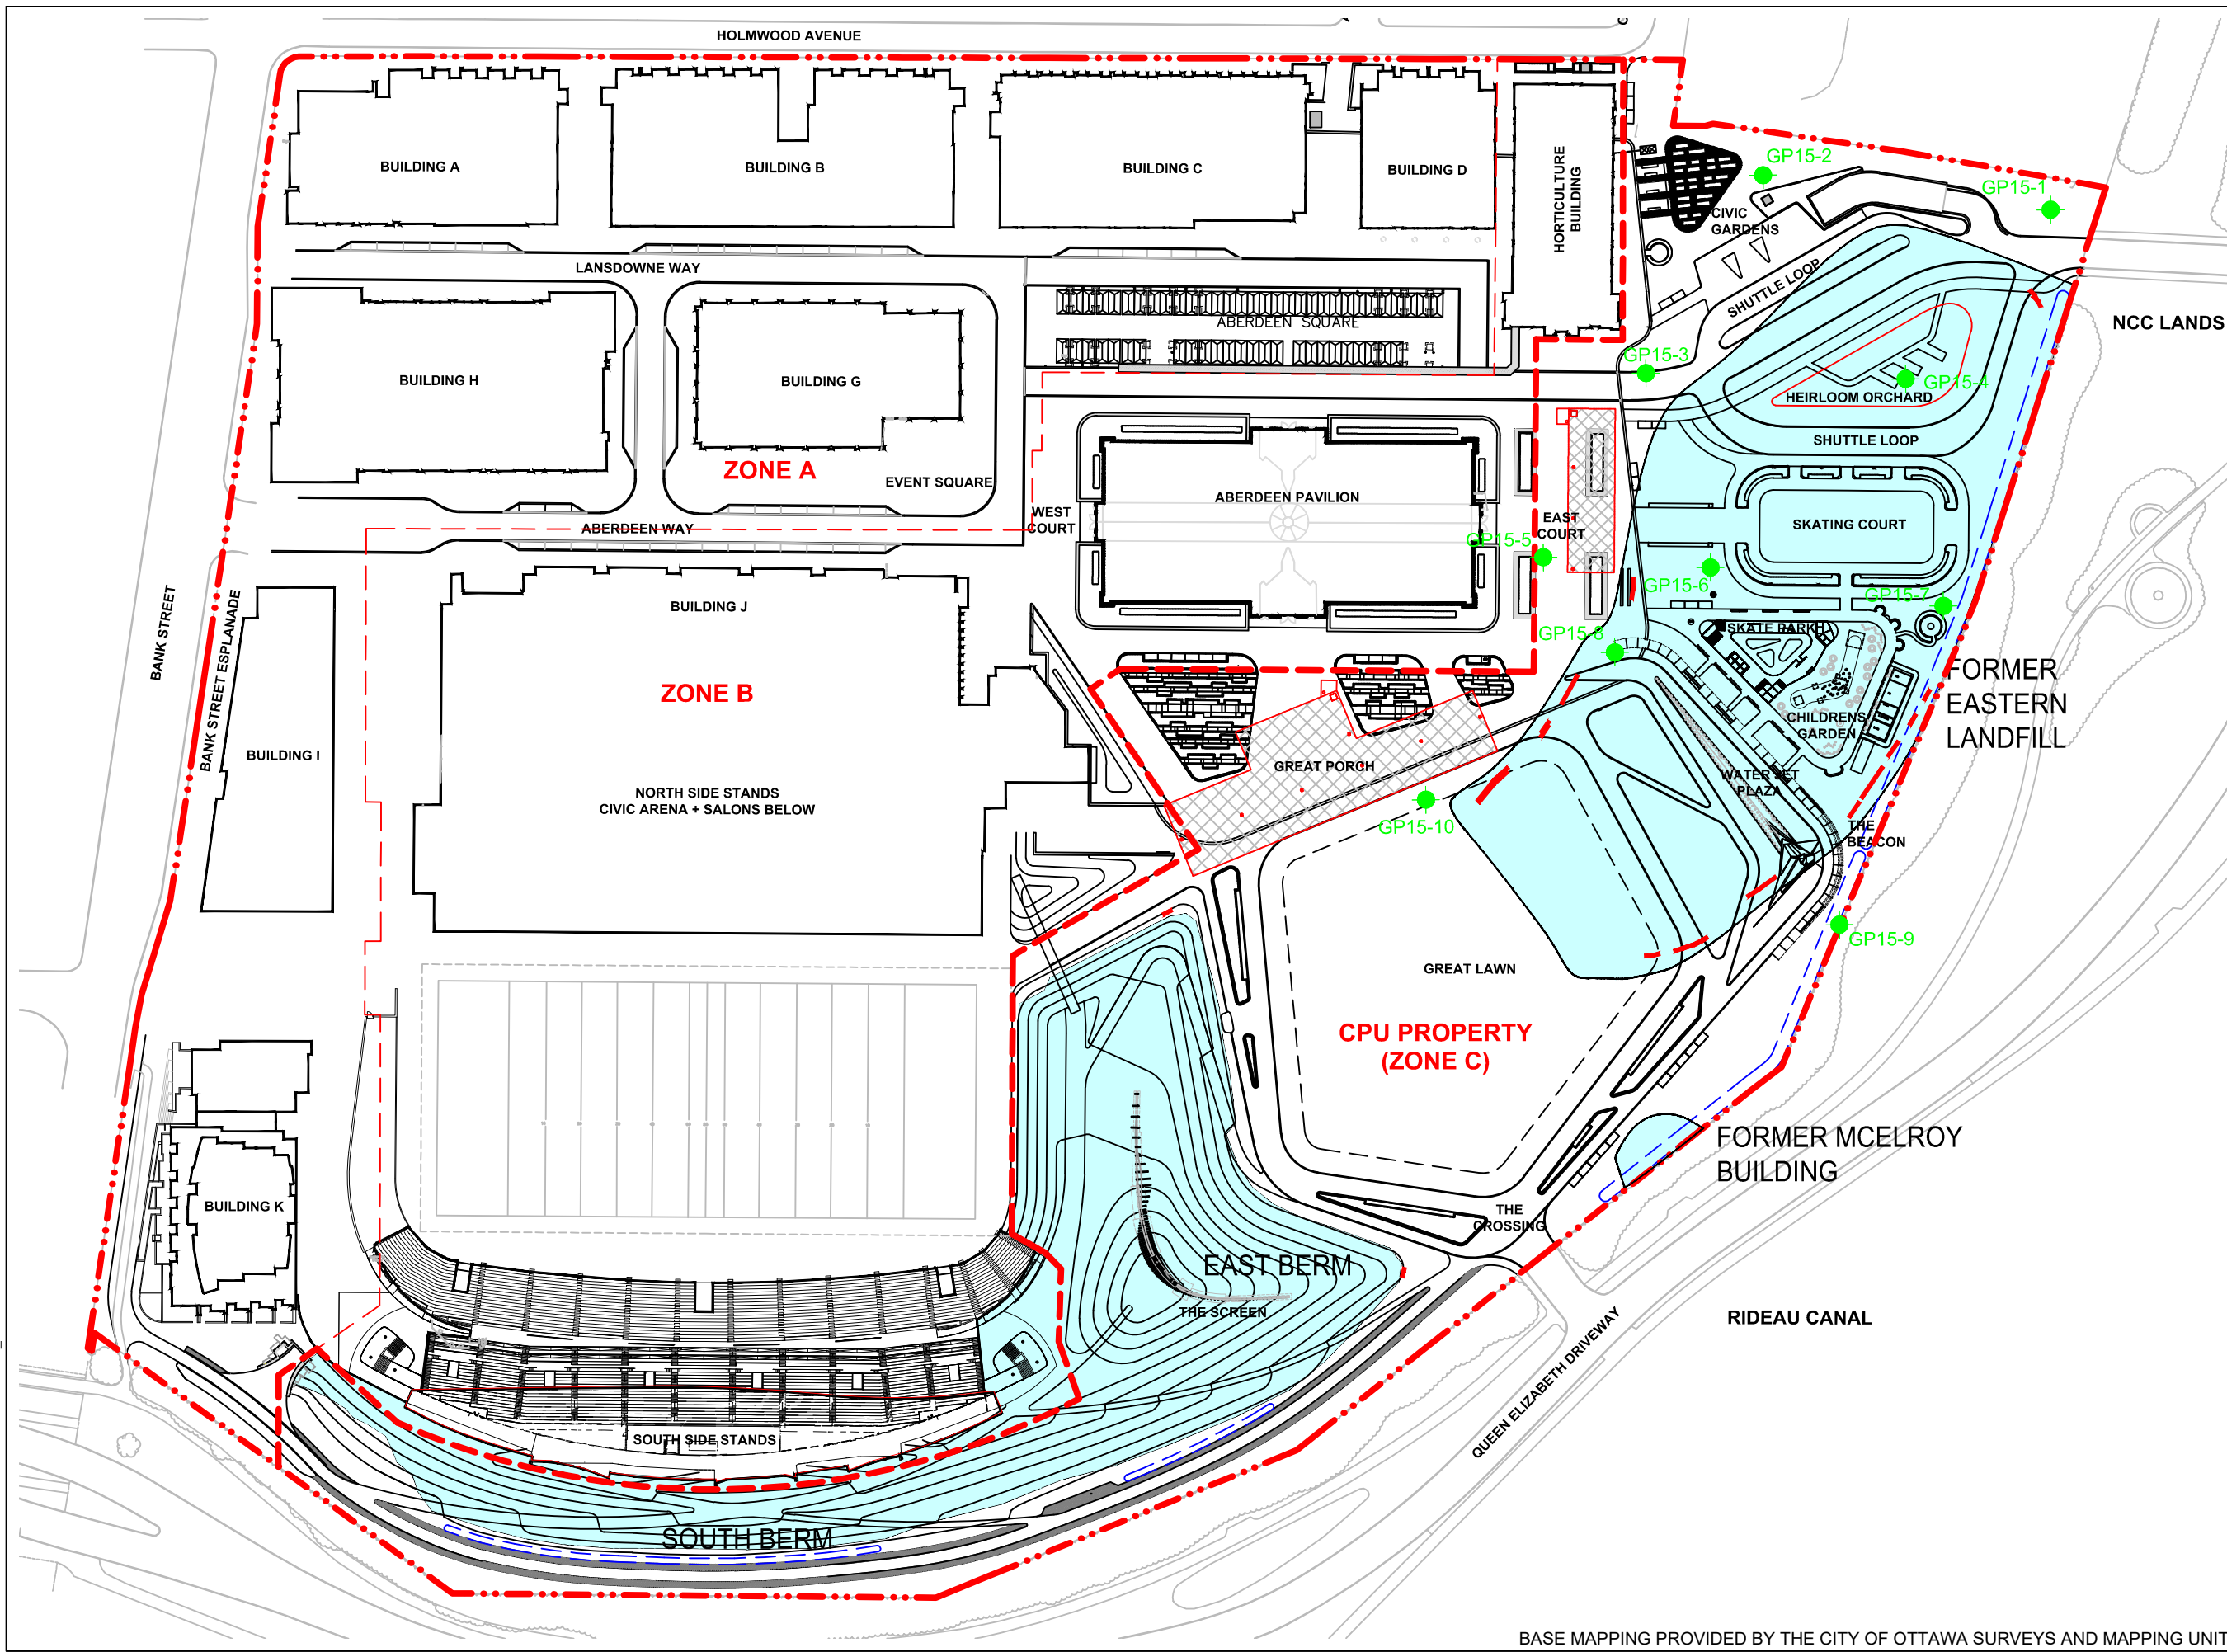 HOLMWOOD AVENUE
BUILDING A
BUILDING B
BUILDING C
BUILDING D
HORTICULTURE
BUILDING
GP15-2
GP15-1
CIVIC
GARDENS
LANSDOWNE WAY
SHUTTLE LOOP
ABERDEEN SQUARE
NCC LANDS
GP15-3
GP15-4
HEIRLOOM ORCHARD
BUILDING H
BUILDING G
SHUTTLE LOOP
ZONE A
EVENT SQUARE
ABERDEEN PAVILION
WEST
COURT
EAST
COURT
SKATING COURT
ABERDEEN WAY
GP15-5
GP15-6
GP15-7
BUILDING J
GP15-8
SKATE PARK
BANK STREET
BANK STREET ESPLANADE
ZONE B
FORMER
EASTERN
LANDFILL
CHILDRENS
GARDEN
BUILDING I
GREAT PORCH
WATER JET
PLAZA
NORTH SIDE STANDS
CIVIC ARENA + SALONS BELOW
GP15-10
THE
BEACON
GP15-9
GREAT LAWN
CPU PROPERTY
(ZONE C)
FORMER MCELROY
BUILDING
BUILDING K
THE
CROSSING
EAST BERM
THE SCREEN
RIDEAU CANAL
QUEEN ELIZABETH DRIVEWAY
SOUTH SIDE STANDS
SOUTH BERM
BASE MAPPING PROVIDED BY THE CITY OF OTTAWA SURVEYS AND MAPPING UNIT